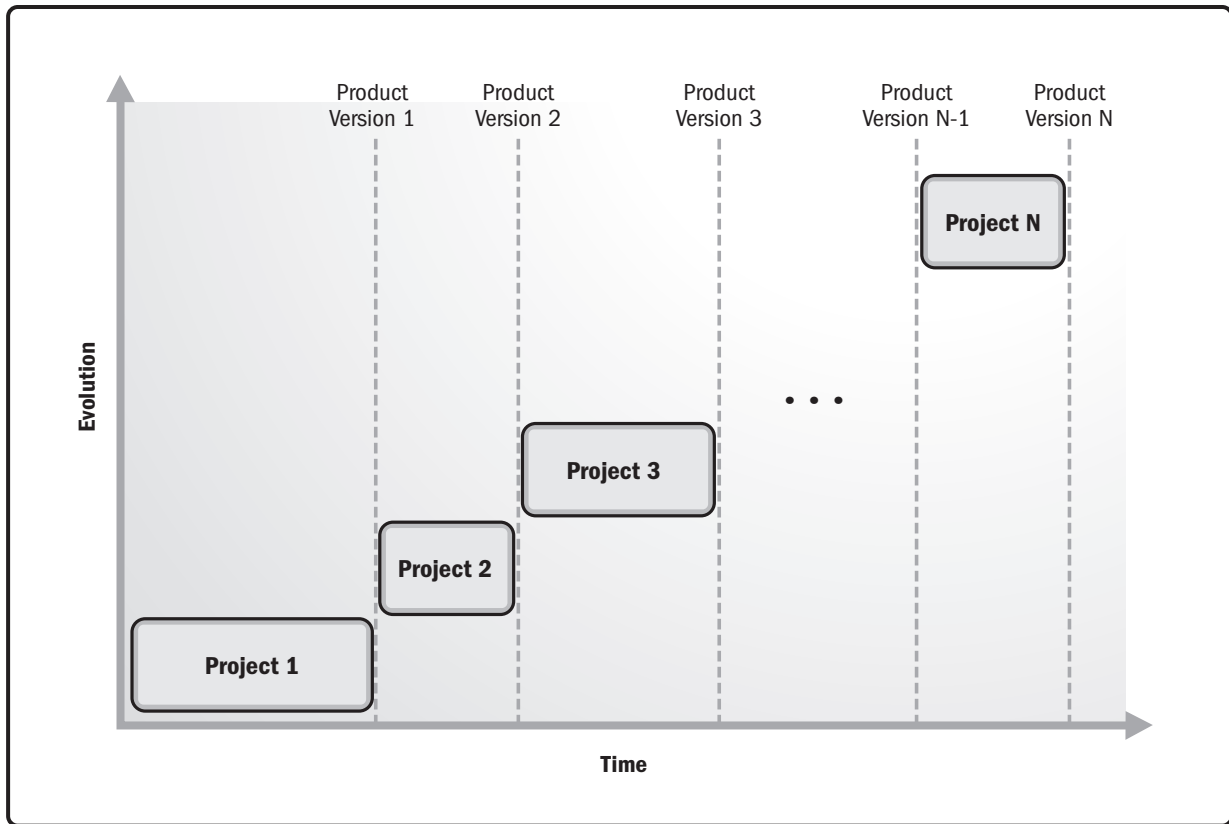 Product
Version 1
Product
Version 2
Product
Version 3
Product
Version N-1
Product
Version N
Project N
Evolution
. . .
Project 3
Project 2
Project 1
Time